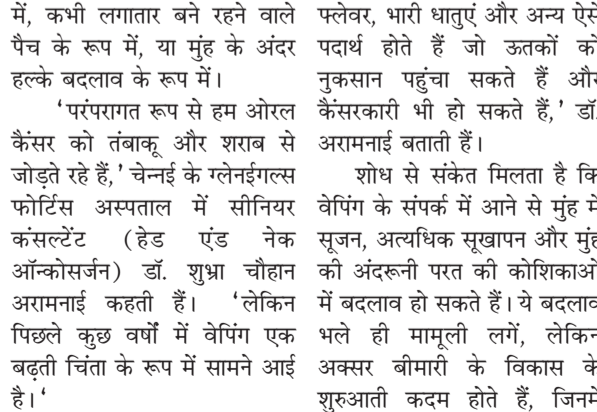 में, कभी लगातार बने रहने वाले
पैच के रूप में, या मुंह के अंदर
हल्के बदलाव के रूप में।
‘परंपरागत रूप से हम ओरल
कैंसर को तंबाकू और शराब से
जोड़ते रहे हैं,’ चेन्नई के ग्लेनईगल्स
फोर्टिस अस्पताल में सीनियर
कंसल्टेंट (हेड एंड नेक
ऑन्कोसर्जन) डॉ. शुभ्रा चौहान
अरामनाई कहती हैं। ‘लेकिन
पिछले कुछ वर्षों में वेपिंग एक
बढ़ती चिंता के रूप में सामने आई
है।‘
फ्लेवर, भारी धातुएं और अन्य ऐसे
पदार्थ होते हैं जो ऊतकों को
नुकसान पहुंचा सकते हैं और
कैंसरकारी भी हो सकते हैं,’ डॉ.
अरामनाई बताती हैं।
शोध से संकेत मिलता है कि
वेपिंग के संपर्क में आने से मुंह में
सूजन, अत्यधिक सूखापन और मुंह
की अंदरूनी परत की कोशिकाओं
में बदलाव हो सकते हैं। ये बदलाव
भले ही मामूली लगें, लेकिन
अक्सर बीमारी के विकास के
शुरुआती कदम होते हैं, जिनमें